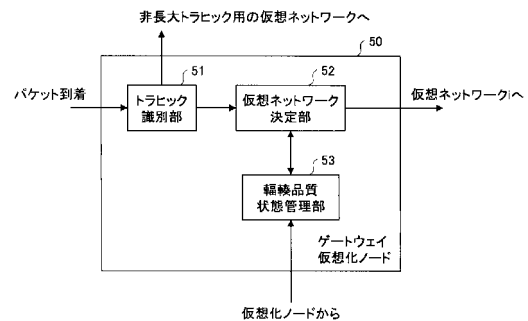 非長大トラヒック用の仮想ネットワークへ
50
51
52
パケット到着
トラヒック
識別部
仮想ネットワーク
決定部
仮想ネットワークiへ
53
輻輳品質
状態管理部
ゲートウェイ
仮想化ノード
仮想化ノードから